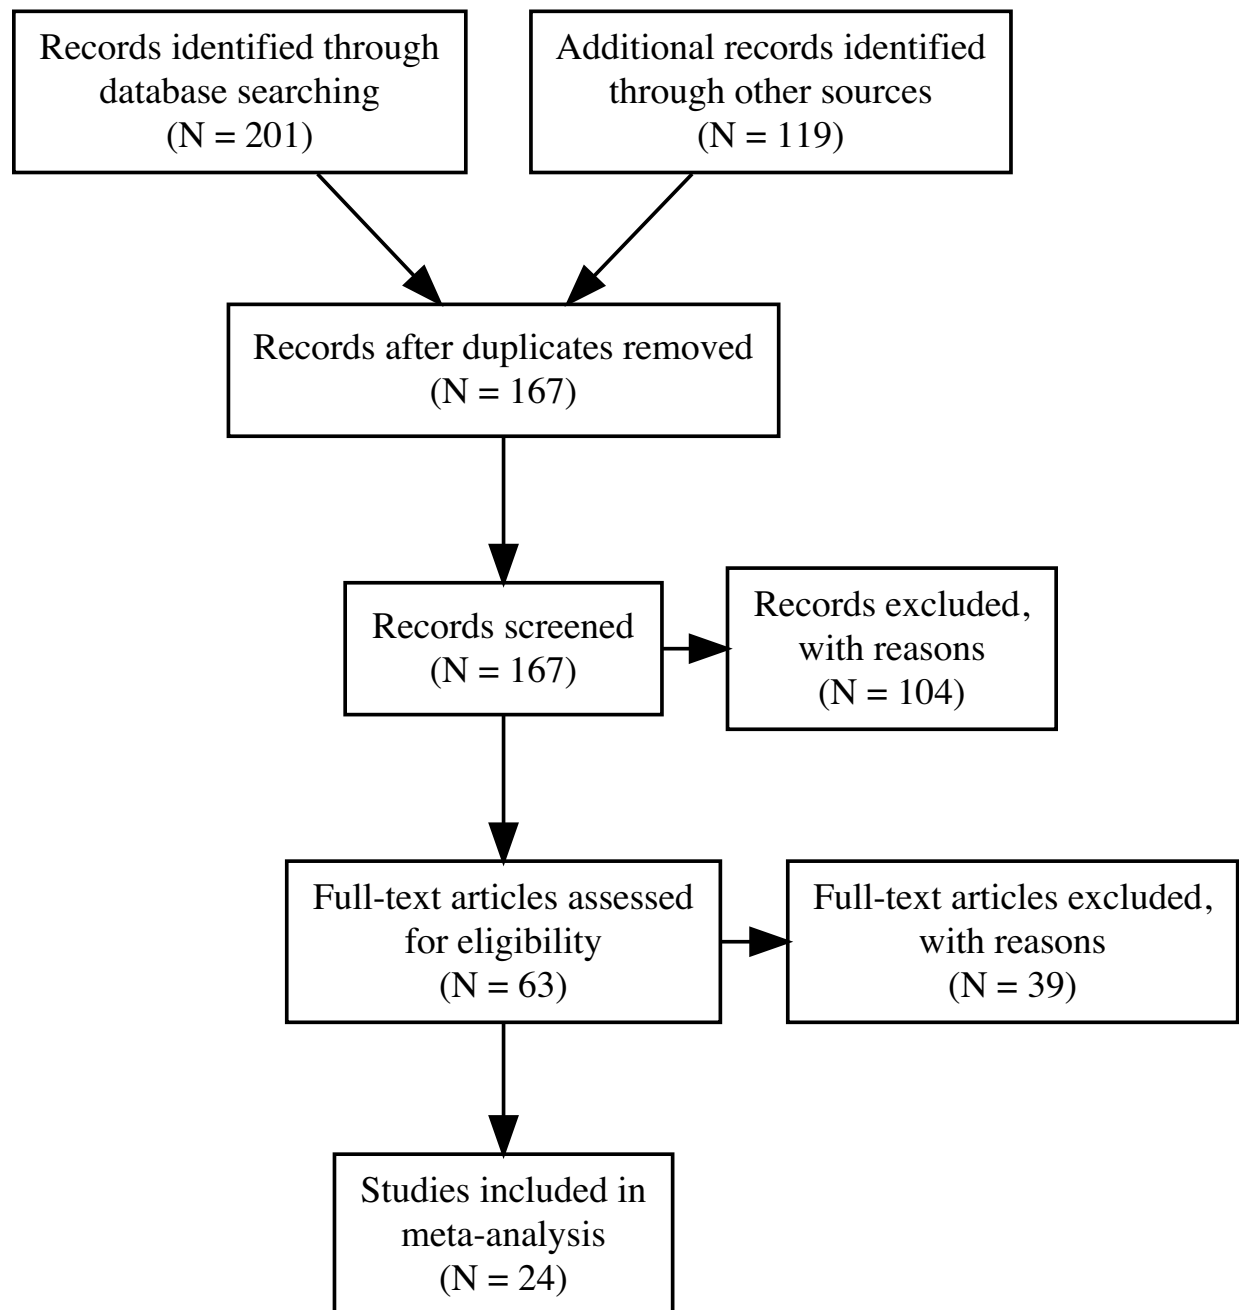 Records identified through
database searching
(N = 201)
Additional records identified
through other sources
(N = 119)
Records after duplicates removed
(N = 167)
Records screened
(N = 167)
Records excluded,
with reasons
(N = 104)
Full-text articles assessed
for eligibility
(N = 63)
Full-text articles excluded,
with reasons
(N = 39)
Studies included in
meta-analysis
(N = 24)